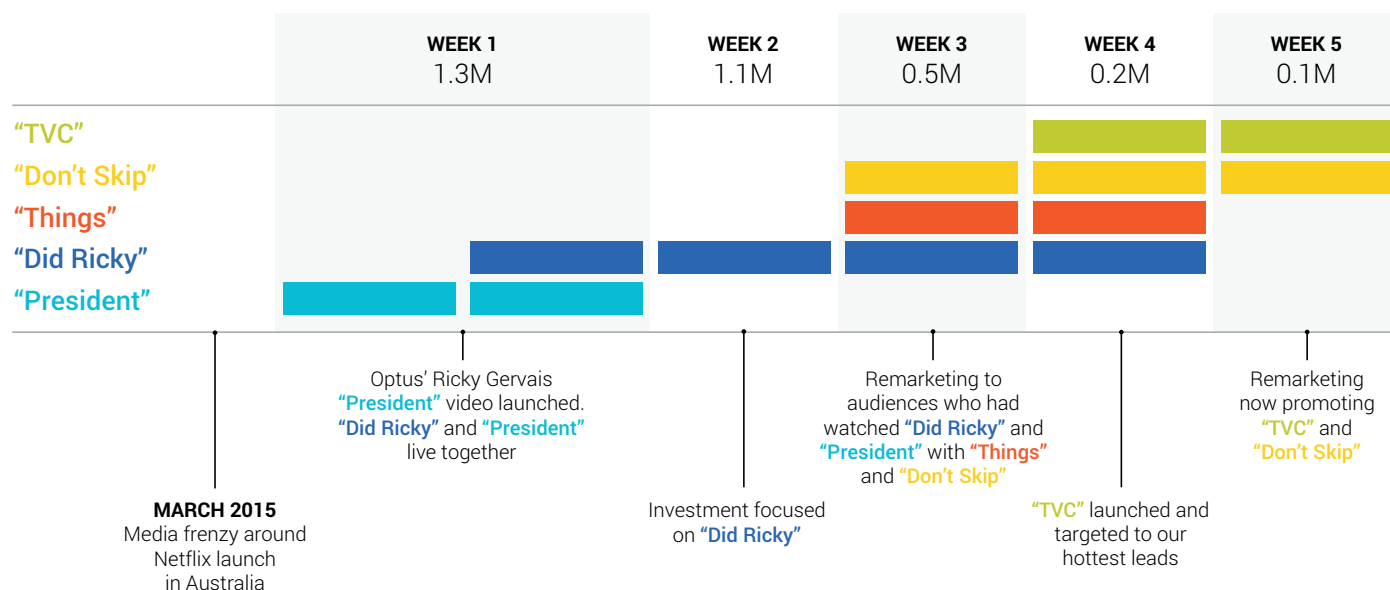 WEEK 1
1.3M
WEEK 2
1.1M
WEEK 3
0.5M
WEEK 4
0.2M
WEEK 5
0.1M
“TVC”
“Don’t Skip”
“Things”
“Did Ricky”
“President”
MARCH 2015
Media frenzy around
Netflix launch
in Australia
Optus’ Ricky Gervais
“President” video launched.
“Did Ricky” and “President”
live together
Investment focused
on “Did Ricky”
Remarketing to
audiences who had
watched “Did Ricky” and
“President” with “Things”
and “Don’t Skip”
“TVC” launched and
targeted to our
hottest leads
Remarketing
now promoting
“TVC” and
“Don’t Skip”